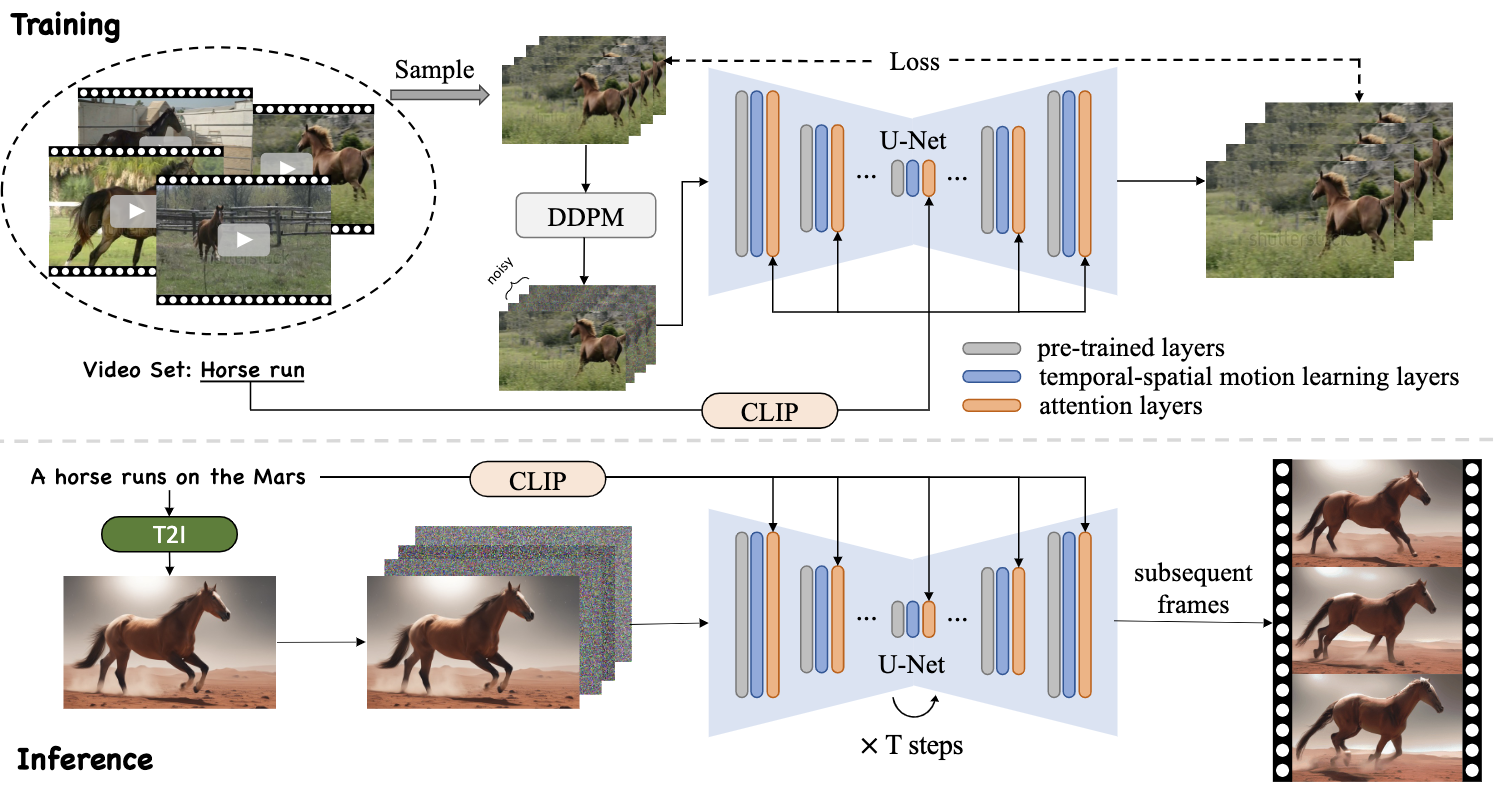 Training
Sample
Loss
U-Net
...
...
DDPM
noisy
shutterst
pre-trained layers
temporal-spatial motion learning layers
attention layers
Video Set: Horse run
CLIP
A horse runs on the Mars
CLIP
T2I
subsequent
frames
...
...
U-Net
× T steps
Inference